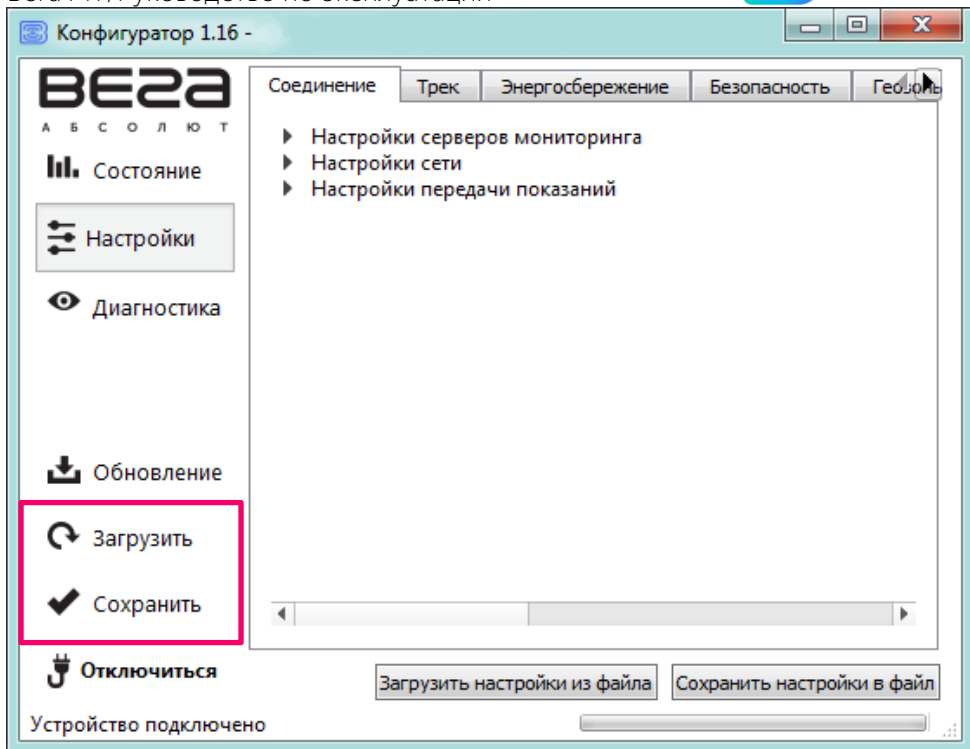 Конфигуратор 1.16 -
ВЕГА
АБСОЛЮТ
Состояние
Настройки
Диагностика
Обновление
Загрузить
Сохранить
Отключиться
Соединение Трек Энергосбережение Безопасность
Настройки серверов мониторинга
Настройки сети
Настройки передачи показаний
Загрузить настройки из файла Сохранить настройки в файл
Устройство подключено